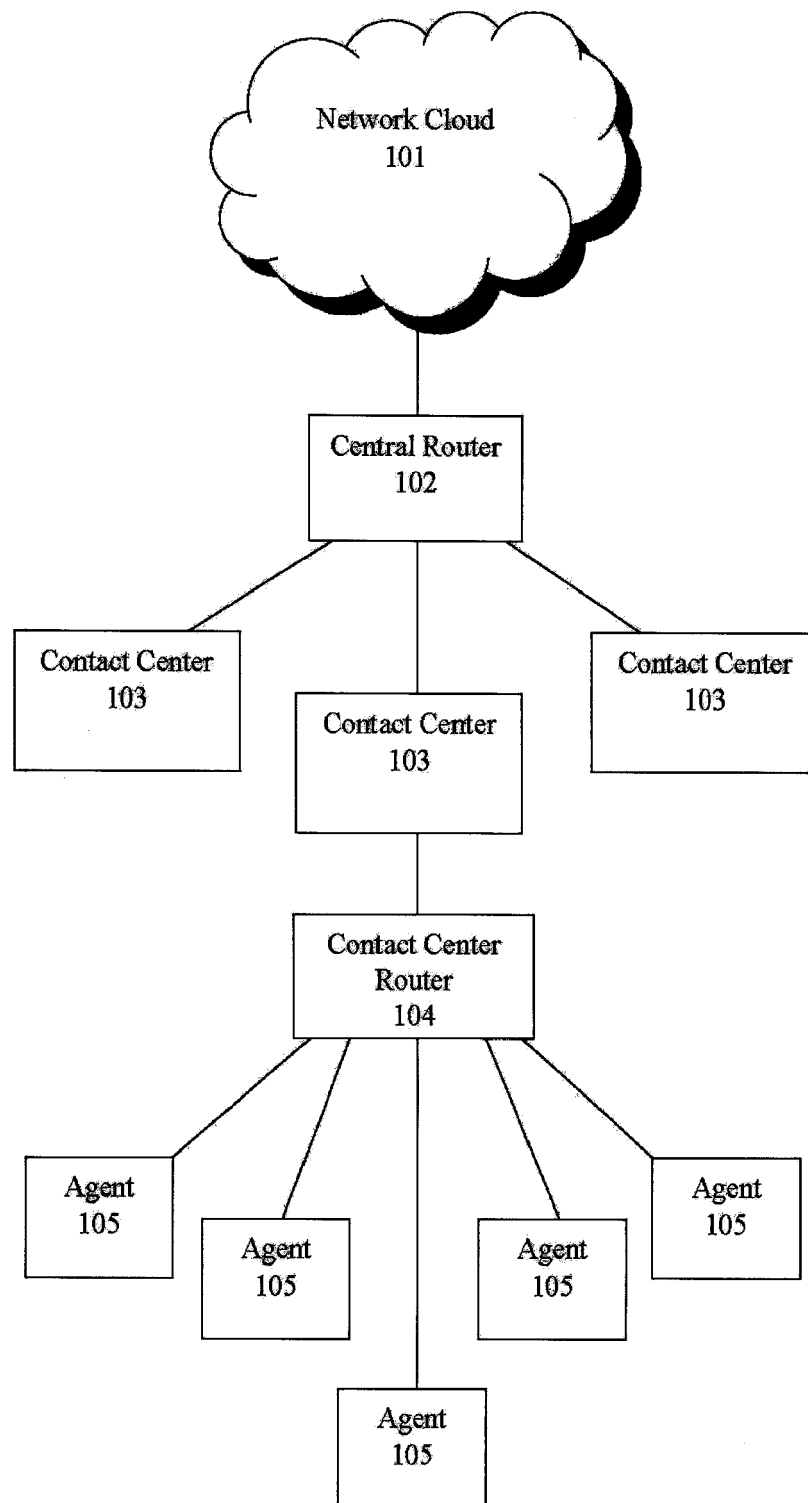 Network Cloud
101
Central Router
102
Contact Center
103
Contact Center
103
Contact Center
103
Contact Center
Router
104
Agent
105
Agent
105
Agent
105
Agent
105
Agent
105